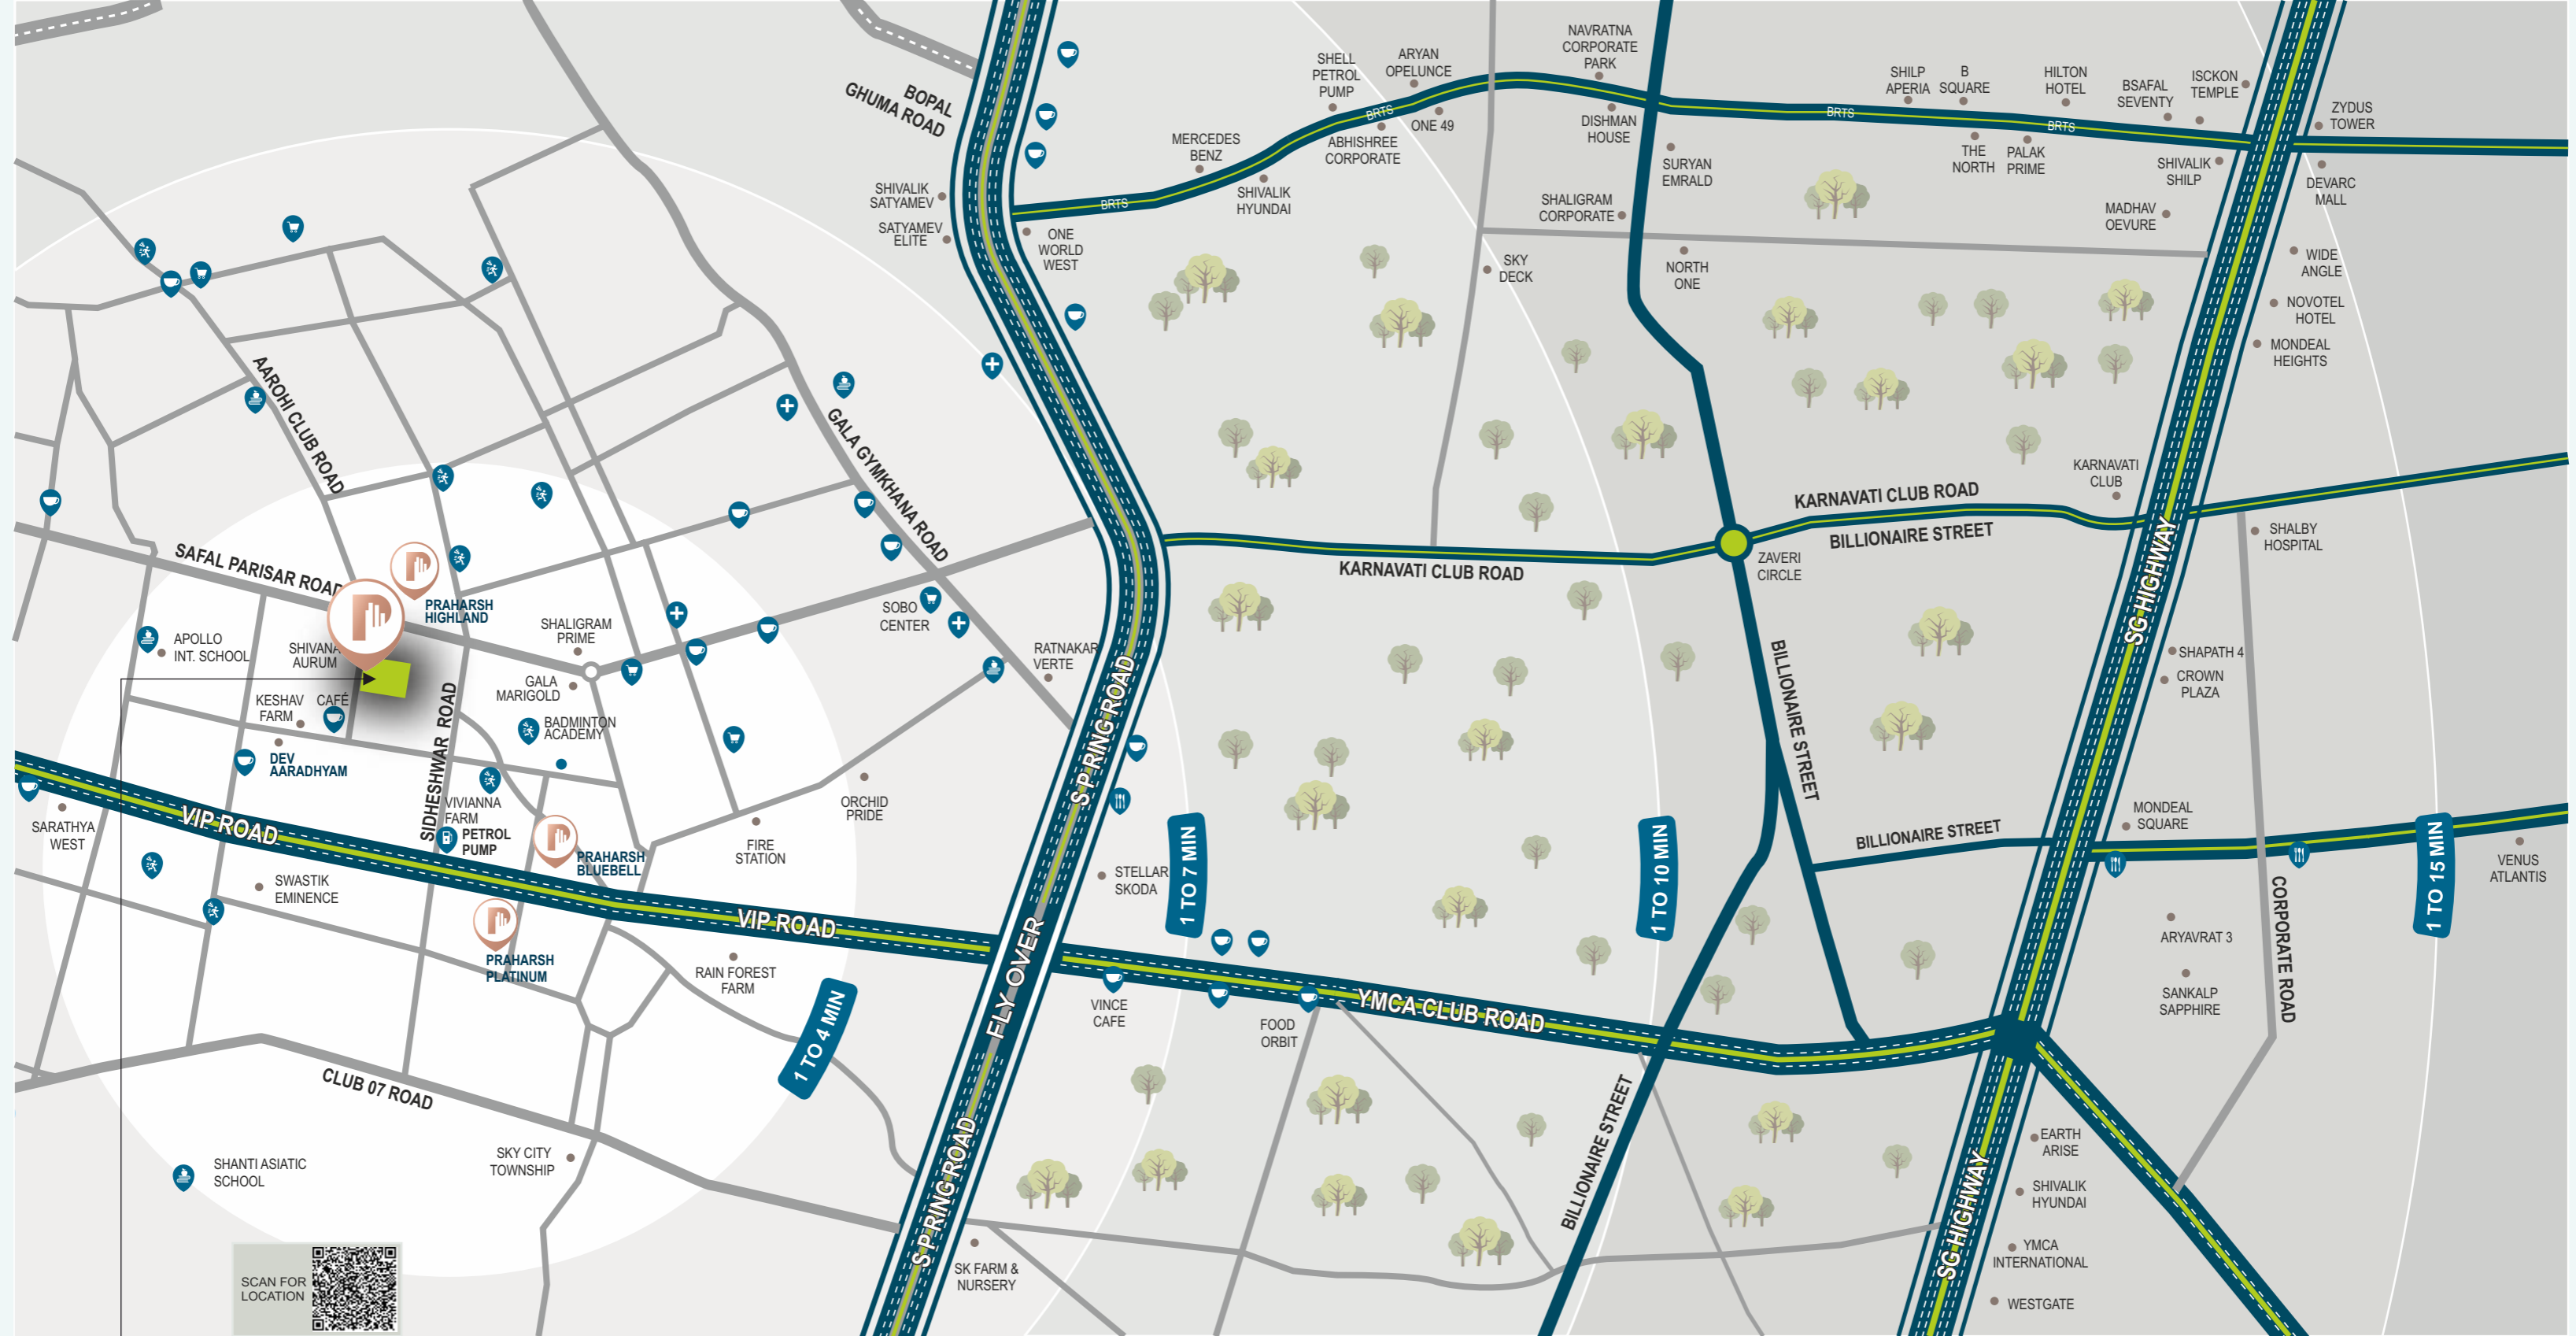 BOPAL
GHUMA ROAD
SHELL
PETROL
PUMP
ARYAN
OPELUNCE
NAVRATNA
CORPORATE
PARK
SHILP
APERIA
B
SQUARE
HILTON
HOTEL
BSAFAL
SEVENTY
ISCKON
TEMPLE
ZYDUS
TOWER
BRTS
BRTS
BRTS
BRTS
MERCEDES
BENZ
ABHISHREE
CORPORATE
ONE 49
DISHMAN
HOUSE
SURYAN
EMRALD
THE
NORTH
PALAK
PRIME
SHIVALIK
SHILP
DEVARC
MALL
SHIVALIK
SATYAMEV
SHIVALIK
HYUNDAI
SHALIGRAM
CORPORATE
MADHAV
OEVURE
SATYAMEV
ELITE
ONE
WORLD
WEST
SKY
DECK
NORTH
ONE
WIDE
ANGLE
NOVOTEL
HOTEL
MONDEAL
HEIGHTS
AAROHI CLUB ROAD
GALA GYMKHANA ROAD
KARNAVATI
CLUB
KARNAVATI CLUB ROAD
BILLIONAIRE STREET
SHALBY
HOSPITAL
SAFAL PARISAR ROAD
KARNAVATI CLUB ROAD
ZAVERI
CIRCLE
SG HIGHWAY
PRAHARSH
HIGHLAND
SHALIGRAM
PRIME
SOBO
CENTER
APOLLO
INT. SCHOOL
SHIVANA
AURUM
RATNAKAR
VERTE
SHAPATH 4
CROWN
PLAZA
KESHAV
FARM
CAFÉ
GALA
MARIGOLD
BADMINTON
ACADEMY
SIDHESHWAR ROAD
S P RING ROAD
BILLIONAIRE STREET
DEV
AARADHYAM
VIVIANNA
FARM
PETROL
PUMP
ORCHID
PRIDE
MONDEAL
SQUARE
SARATHYA
WEST
VIP ROAD
PRAHARSH
BLUEBELL
FIRE
STATION
BILLIONAIRE STREET
STELLAR
SKODA
1 TO 7 MIN
1 TO 10 MIN
1 TO 15 MIN
VENUS
ATLANTIS
SWASTIK
EMINENCE
VIP ROAD
ARYAVRAT 3
CORPORATE ROAD
PRAHARSH
PLATINUM
RAIN FOREST
FARM
FLY OVER
VINCE
CAFE
FOOD
ORBIT
YMCA CLUB ROAD
SANKALP
SAPPHIRE
1 TO 4 MIN
CLUB 07 ROAD
SHANTI ASIATIC
SCHOOL
SKY CITY
TOWNSHIP
S P RING ROAD
BILLIONAIRE STREET
EARTH
ARISE
SHIVALIK
HYUNDAI
SG HIGHWAY
YMCA
INTERNATIONAL
SK FARM &
NURSERY
SCAN FOR
LOCATION
WESTGATE